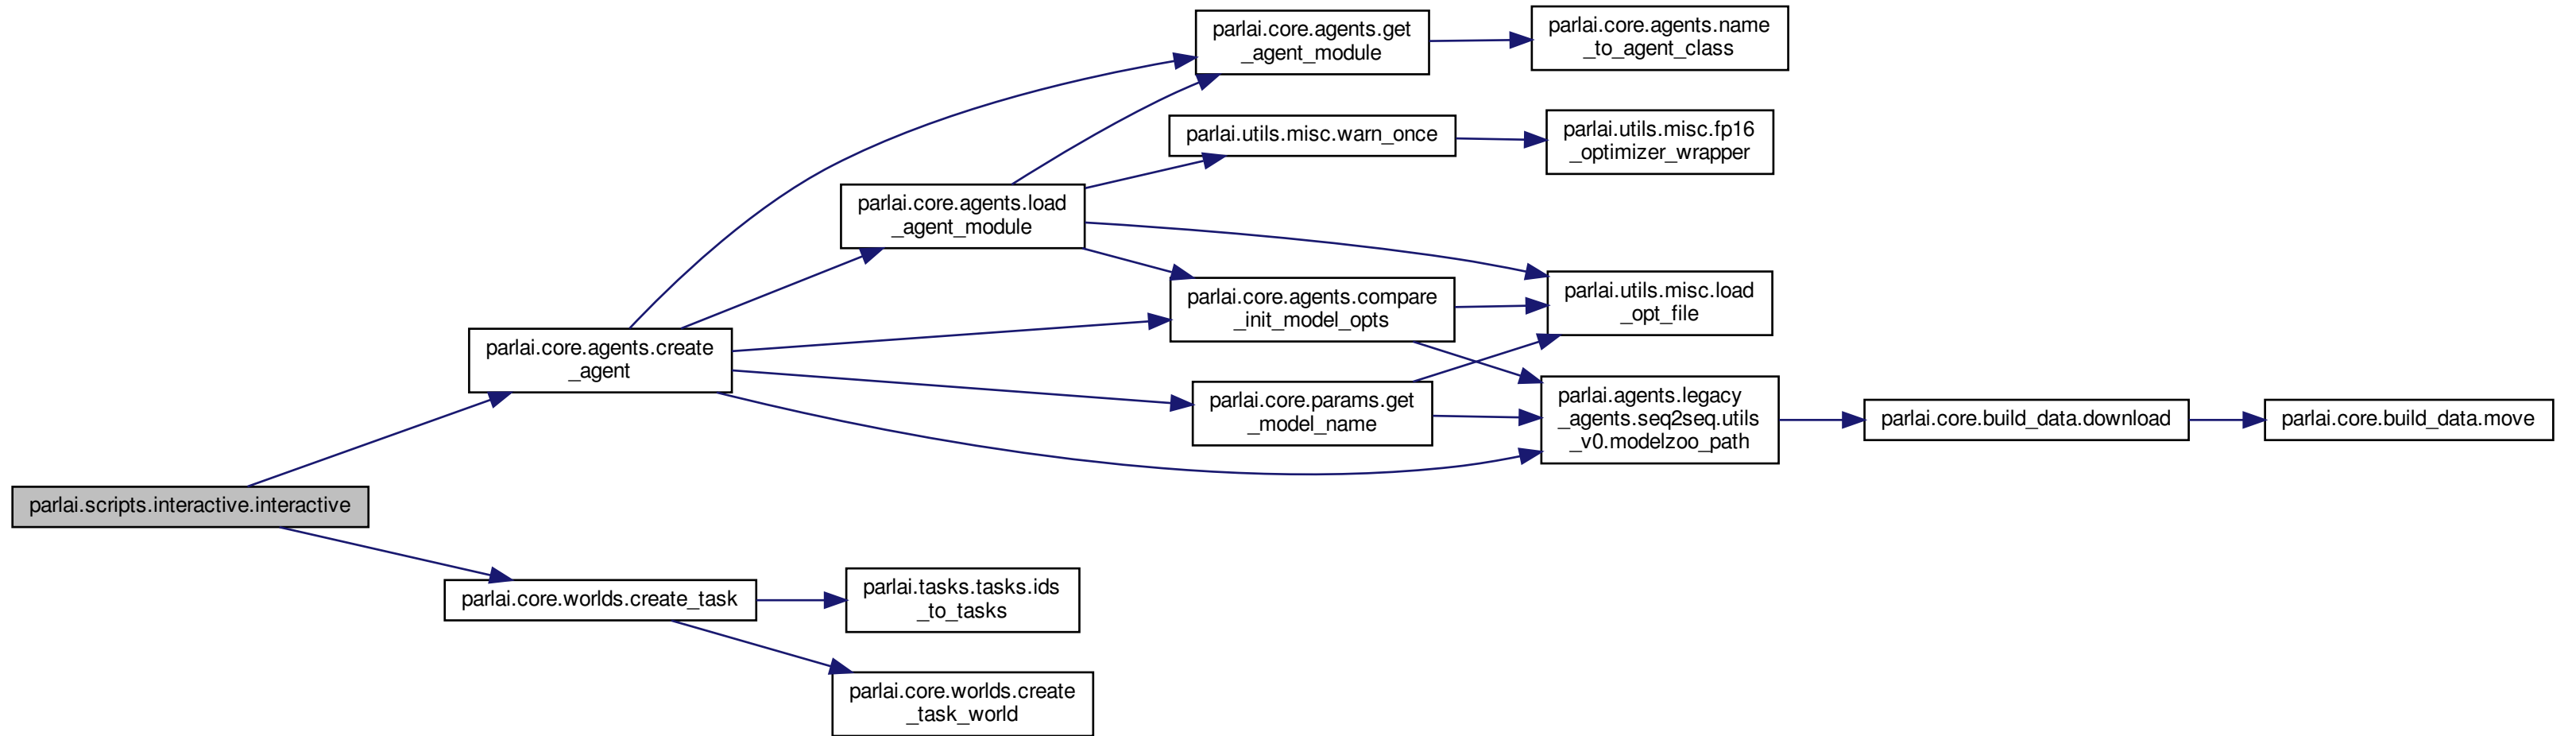 parlai.core.agents.get
_agent_module
parlai.core.agents.name
_to_agent_class
parlai.utils.misc.warn_once
parlai.utils.misc.fp16
_optimizer_wrapper
parlai.core.agents.load
_agent_module
parlai.core.agents.compare
_init_model_opts
parlai.utils.misc.load
_opt_file
parlai.core.agents.create
_agent
parlai.core.params.get
_model_name
parlai.agents.legacy
_agents.seq2seq.utils
_v0.modelzoo_path
parlai.core.build_data.download
parlai.core.build_data.move
parlai.scripts.interactive.interactive
parlai.core.worlds.create_task
parlai.tasks.tasks.ids
_to_tasks
parlai.core.worlds.create
_task_world